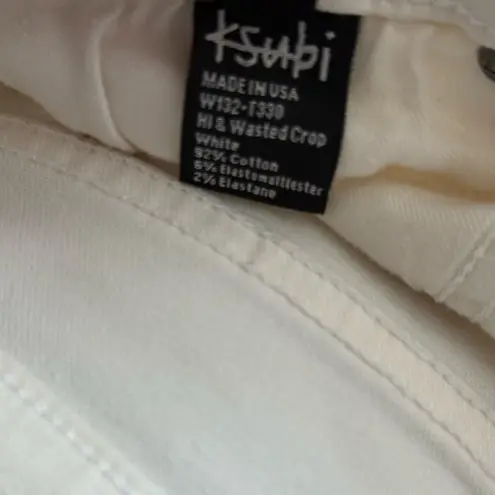 Ksubi
MADE IN USA
W132-T330
Hi & Wasted Crop
White
92% Cotton
6% Elastomultiester
2% Elastane